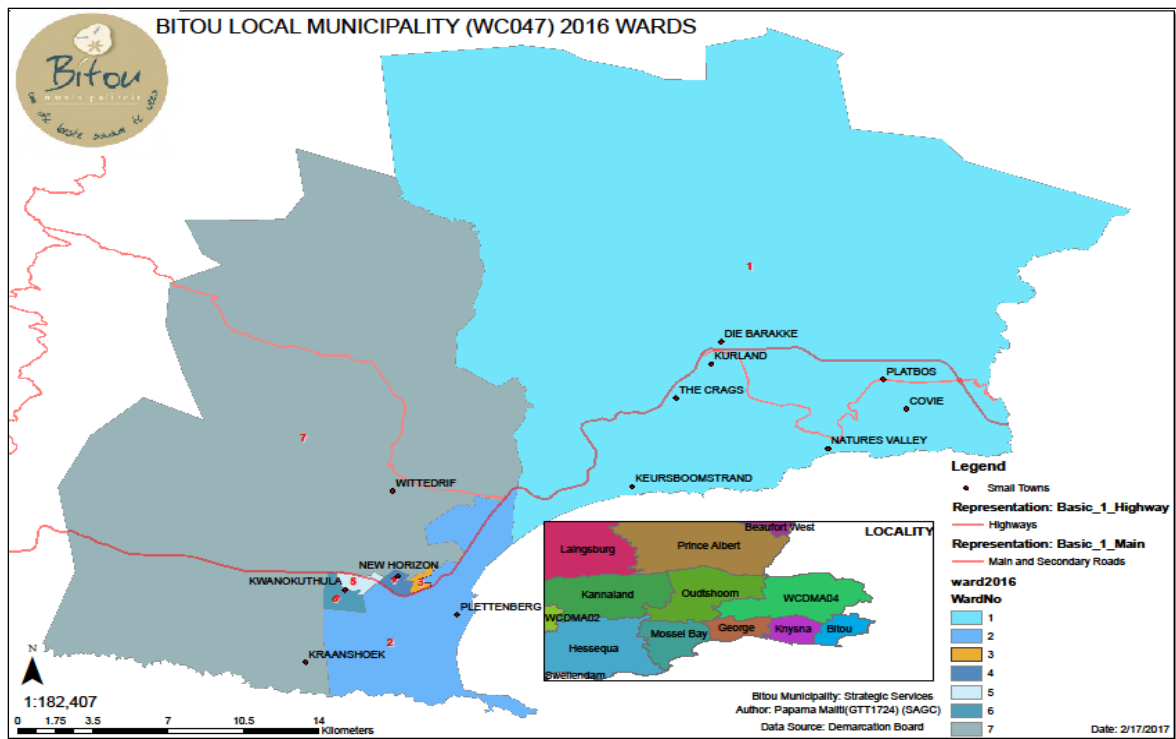 BITOU LOCAL MUNICIPALITY (WC047) 2016 WARDS
Bitou
munisipaliteit
1
DIE BARAKKE
KURLAND
PLATBOS
THE CRAGS
COVIE
7
NATURES VALLEY
WITTEDRIF
KEURSBOOMSTRAND
NEW HORIZON
KWANOKUTHULA
5
4
3
6
PLETTENBERG
2
KRAANSHOEK
Legend
Small Towns
Representation: Basic_1_Highway
Highways
Representation: Basic_1_Main
Main and Secondary Roads
ward2016
WardNo
1
2
3
4
5
6
7
LOCALITY
Beaufort West
Laingsburg
Prince Albert
Kannaland
Oudtshoorn
WCDMA04
WCDMA02
Mossel Bay
George
Knysna
Bitou
Hessequa
Swellendam
N
1:182,407
0 1.75 3.5 7 10.5 14
Kilometers
Bitou Municipality: Strategic Services
Author: Papama Mailiti(GTT1724) (SAGC)
Data Source: Demarcation Board
Date: 2/17/2017